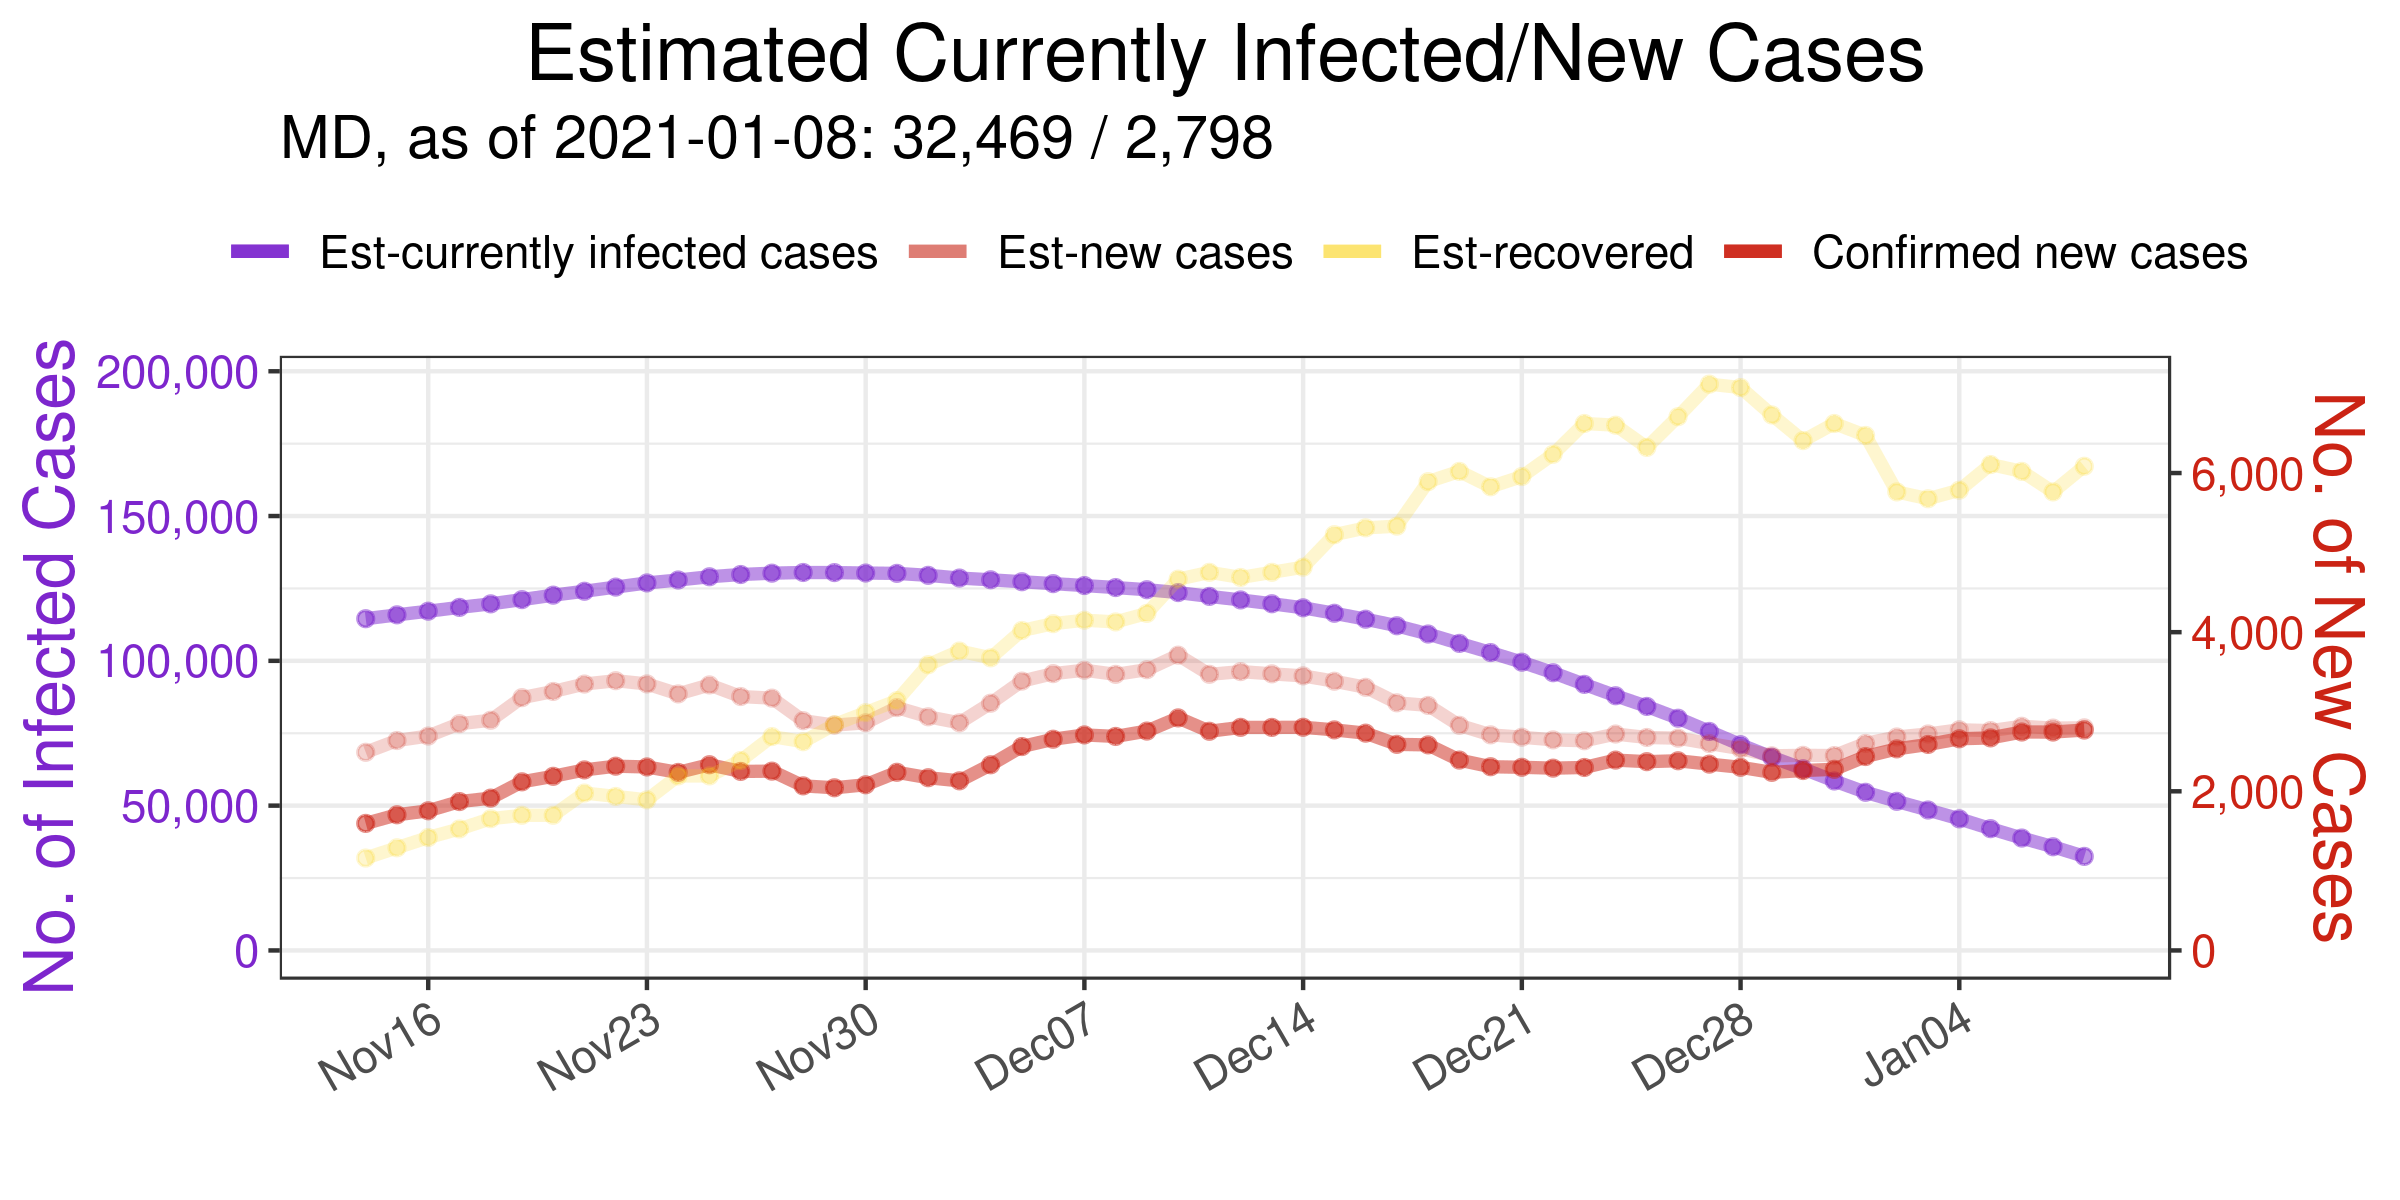 Estimated Currently Infected/New Cases
MD, as of 2021-01-08: 32,469 / 2,798
Est-currently infected cases Est-new cases Est-recovered Confirmed new cases
No. of Infected Cases
200,000
150,000
100,000
50,000
0
6,000
4,000
2,000
0
No. of New Cases
Nov16 Nov23 Nov30 Dec07 Dec14 Dec21 Dec28 Jan04